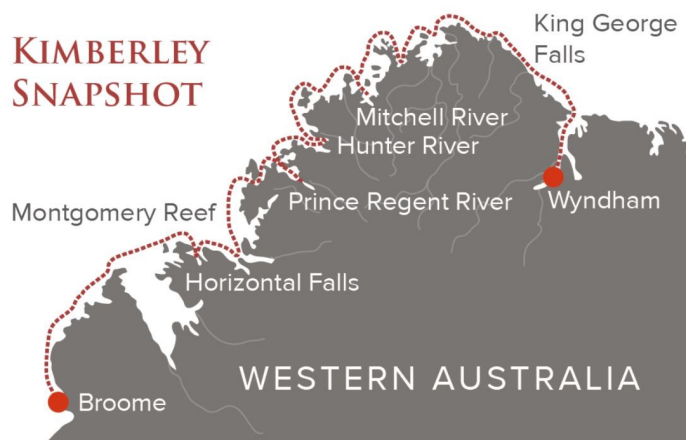 KIMBERLEY
SNAPSHOT
King George
Falls
Mitchell River
Hunter River
Prince Regent River
Wyndham
Montgomery Reef
Horizontal Falls
WESTERN AUSTRALIA
Broome